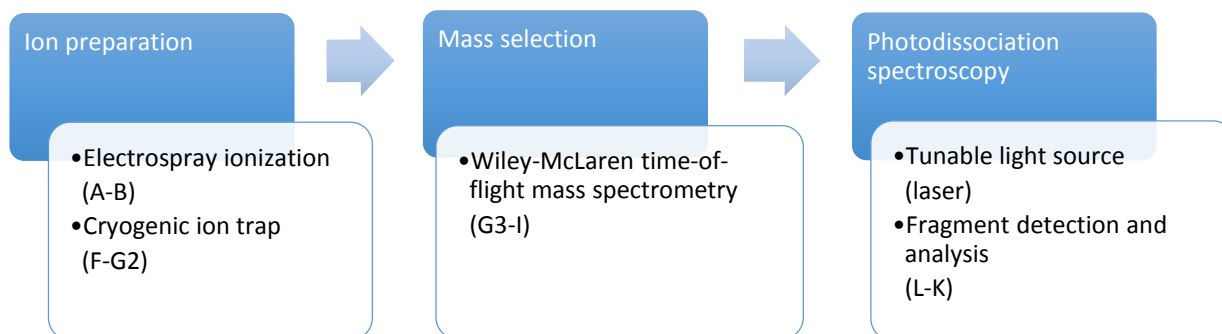 Ion preparation
•Electrospray ionization
(A-B)
•Cryogenic ion trap
(F-G2)
Mass selection
•Wiley-McLaren time-of-
flight mass spectrometry
(G3-I)
Photodissociation
spectroscopy
•Tunable light source
(laser)
•Fragment detection and
analysis
(L-K)